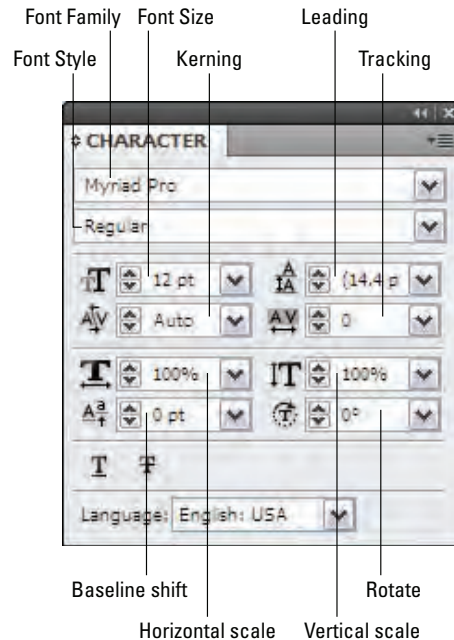 Font Family Font Size Leading
Font Style Kerning Tracking
CHARACTER
Myriad Pro
Regular
12 pt (14.4 p
Auto 0
100% 100%
0 pt 0°
T T
Language: English: USA
Baseline shift Rotate
Horizontal scale Vertical scale